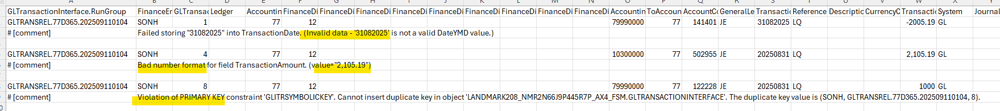 A B C D E F G H I J K L M N O P Q R S T U V W X Y
GLTransactionInterface.RunGroup FinanceEr GLTransac Ledger Accountin FinanceDi FinanceDi FinanceDi FinanceDi FinanceDi FinanceDi FinanceDi FinanceDi FinanceDi Accountin ToAccoun AccountCo GeneralLe Transactio Reference Descriptio CurrencyC Transactic System Journal
GLTRANSREL.77D365.202509110104 SONH 1 77 12 79990000 77 141401 JE 31082025 LQ -2005.19 GL
# [comment] Failed storing "31082025" into TransactionDate. (Invalid data - '31082025' is not a valid DateYMD value.)
GLTRANSREL.77D365.202509110104 SONH 4 77 12 10300000 77 502955 JE 20250831 LQ 2,105.19 GL
# [comment] Bad number format for field TransactionAmount. (value="2,105.19")
GLTRANSREL.77D365.202509110104 SONH 8 77 12 79990000 77 122228 JE 20250831 LQ 1000 GL
# [comment] Violation of PRIMARY KEY constraint 'GLITRSYMBOLICKEY'. Cannot insert duplicate key in object 'LANDMARK208_NMR2N66J9P445R7P_AX4_FSM.GLTRANSACTIONINTERFACE'. The duplicate key value is (SONH, GLTRANSREL.77D365.202509110104, 8).